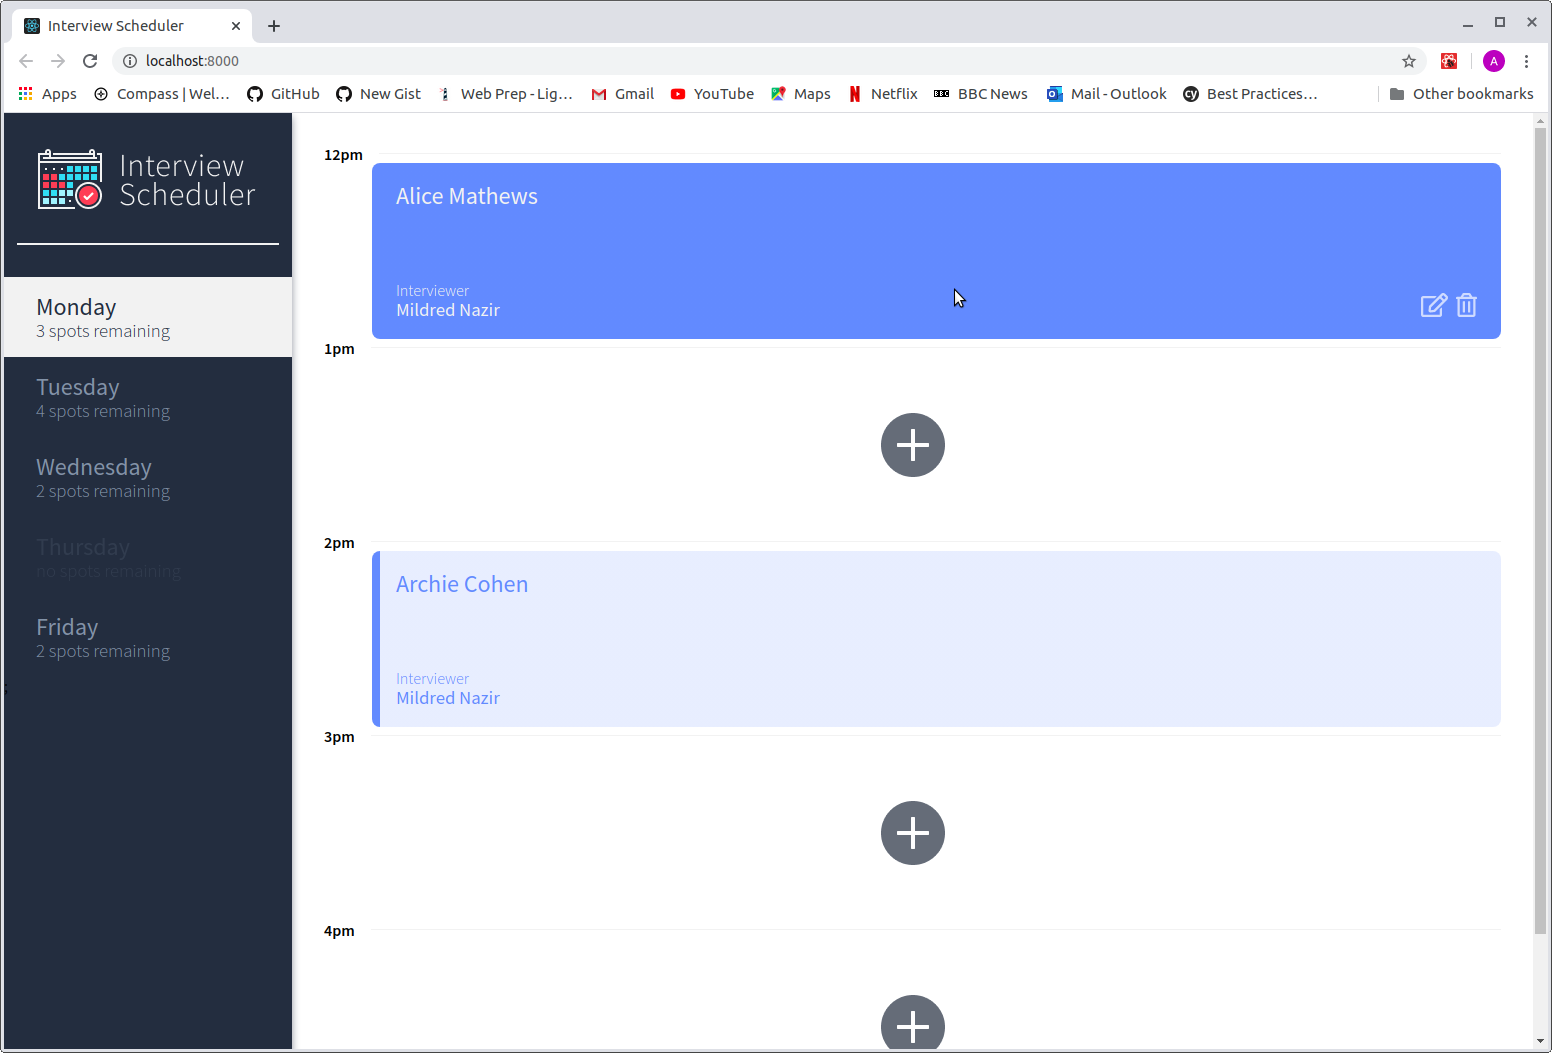 Interview Scheduler
localhost:8000
A
Apps
Compass | Wel...
GitHub
New Gist
Web Prep - Lig...
Gmail
YouTube
Maps
Netflix
BBC
BBC News
Mail - Outlook
cy
Best Practices...
Other bookmarks
Interview
Scheduler
Monday
3 spots remaining
Tuesday
4 spots remaining
Wednesday
2 spots remaining
Thursday
no spots remaining
Friday
2 spots remaining
;
12pm
Alice Mathews
Interviewer
Mildred Nazir
1pm
2pm
Archie Cohen
Interviewer
Mildred Nazir
3pm
4pm